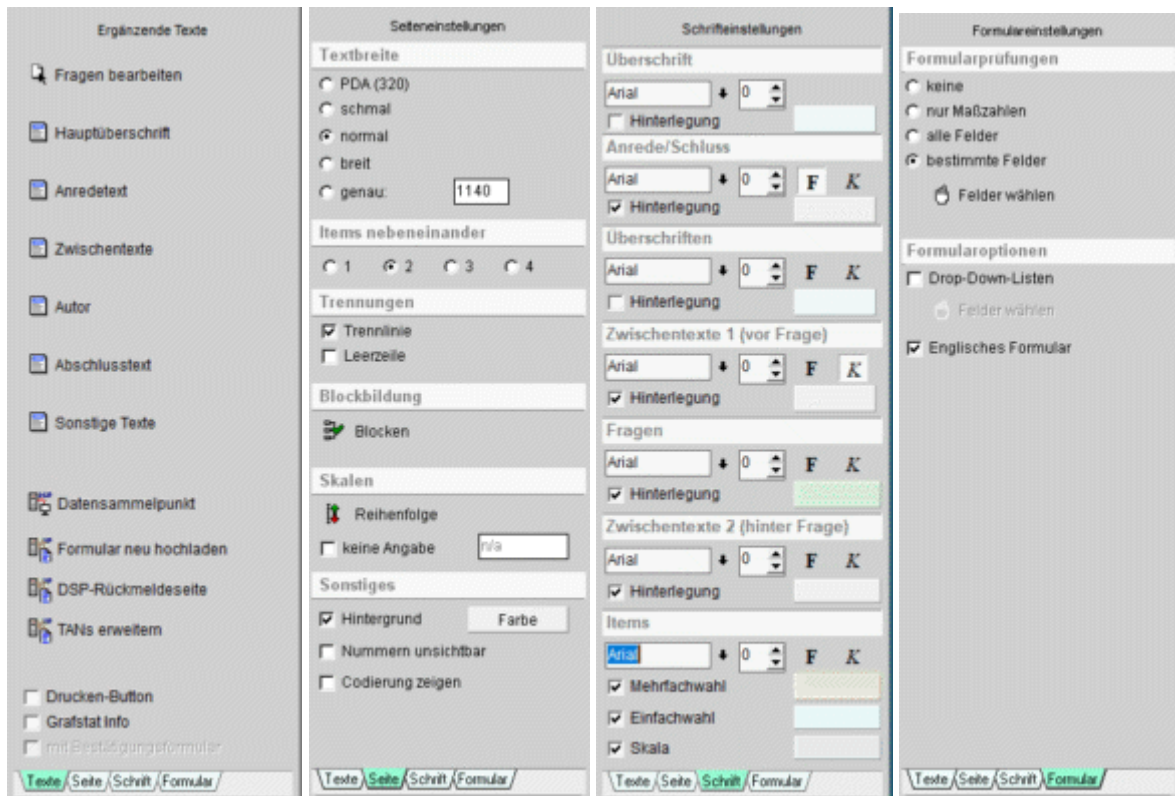 Ergänzende Texte
Fragen bearbeiten
Hauptüberschrift
Anredetext
Zwischentexte
Autor
Abschlusstext
Sonstige Texte
Datensammelpunkt
Formular neu hochladen
DSP-Rückmeldeseite
TANs erweitern
Drucken-Button
Grafstat Info
mit Bestätigungsformular
Texte Seite Schrift Formular
Seiteneinstellungen
Textbreite
PDA (320)
schmal
normal
breit
genau: 1140
Items nebeneinander
1 2 3 4
Trennungen
Trennlinie
Leerzeile
Blockbildung
Blocken
Skalen
Reihenfolge
keine Angabe n/a
Sonstiges
Hintergrund Farbe
Nummern unsichtbar
Codierung zeigen
Texte Seite Schrift Formular
Schrifteinstellungen
Überschrift
Arial 0
Hinterlegung
Anrede/Schluss
Arial 0 F K
Hinterlegung
Überschriften
Arial 0 F K
Hinterlegung
Zwischentexte 1 (vor Frage)
Arial 0 F K
Hinterlegung
Fragen
Arial 0 F K
Hinterlegung
Zwischentexte 2 (hinter Frage)
Arial 0 F K
Hinterlegung
Items
Arial 0 F K
Mehrfachwahl
Einfachwahl
Skala
Texte Seite Schrift Formular
Formulareinstellungen
Formularprüfungen
keine
nur Maßzahlen
alle Felder
bestimmte Felder
Felder wählen
Formularoptionen
Drop-Down-Listen
Felder wählen
Englisches Formular
Texte Seite Schrift Formular